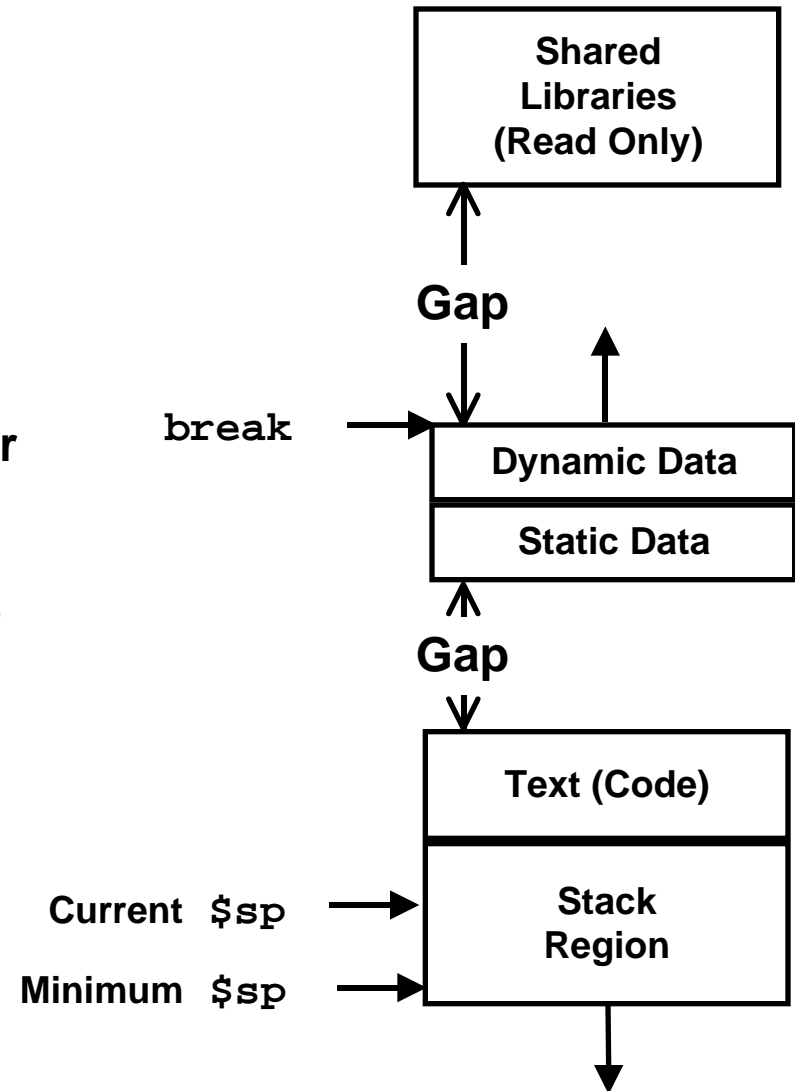 Shared
Libraries
(Read Only)
Gap
r
break
Dynamic Data
Static Data
Gap
Text (Code)
Current $sp
Stack
Region
Minimum $sp